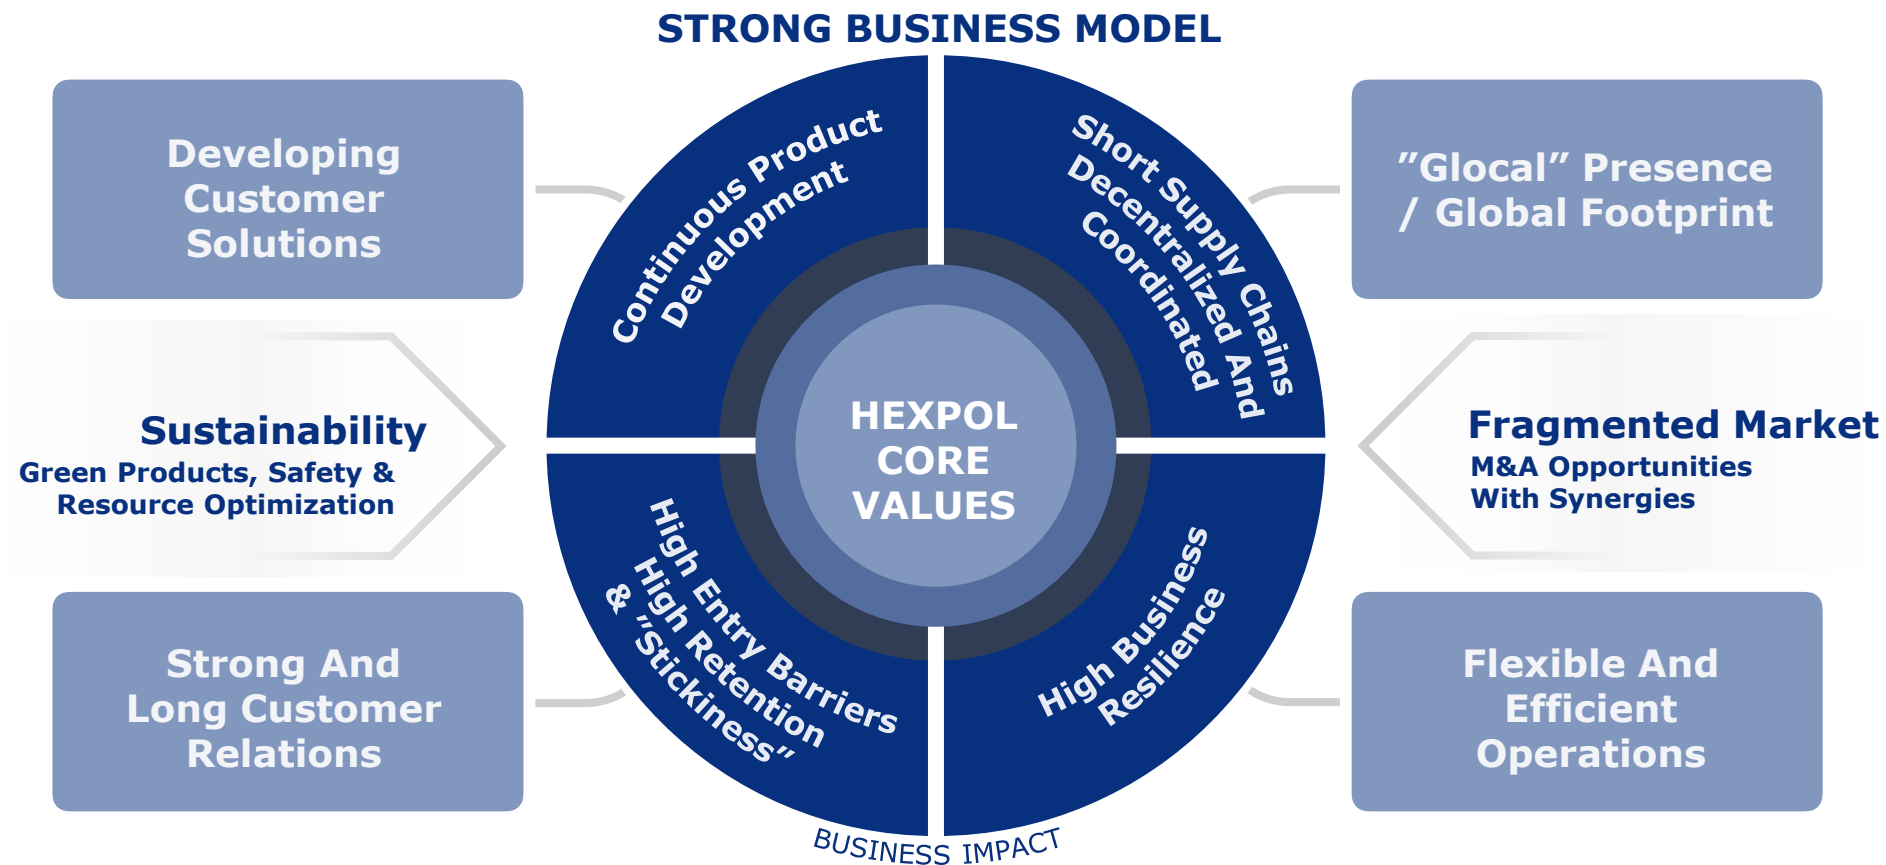 STRONG BUSINESS MODEL
Developing
Customer
Solutions
Continuous Product
Development
Short Supply Chains
Decentralized And
Coordinated
”Glocal” Presence
/ Global Footprint
Sustainability
Green Products, Safety &
Resource Optimization
HEXPOL
CORE
VALUES
Fragmented Market
M&A Opportunities
With Synergies
Strong And
Long Customer
Relations
High Entry Barriers
High Retention
& ”Stickiness”
High Business
Resilience
Flexible And
Efficient
Operations
BUSINESS IMPACT